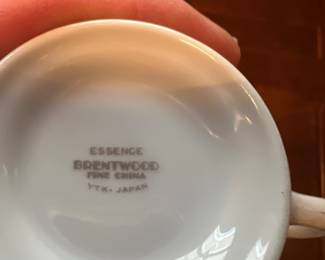 ESSENCE
BRENTWOOD
FINE CHINA
YTK-JAPAN